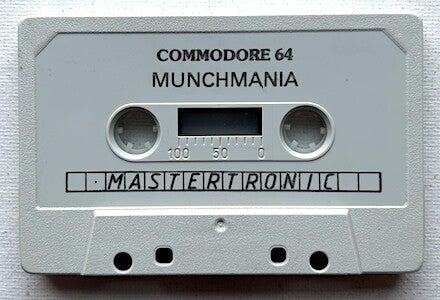 COMMODORE 64
MUNCHMANIA
100 50 0
MASTERTRONIC